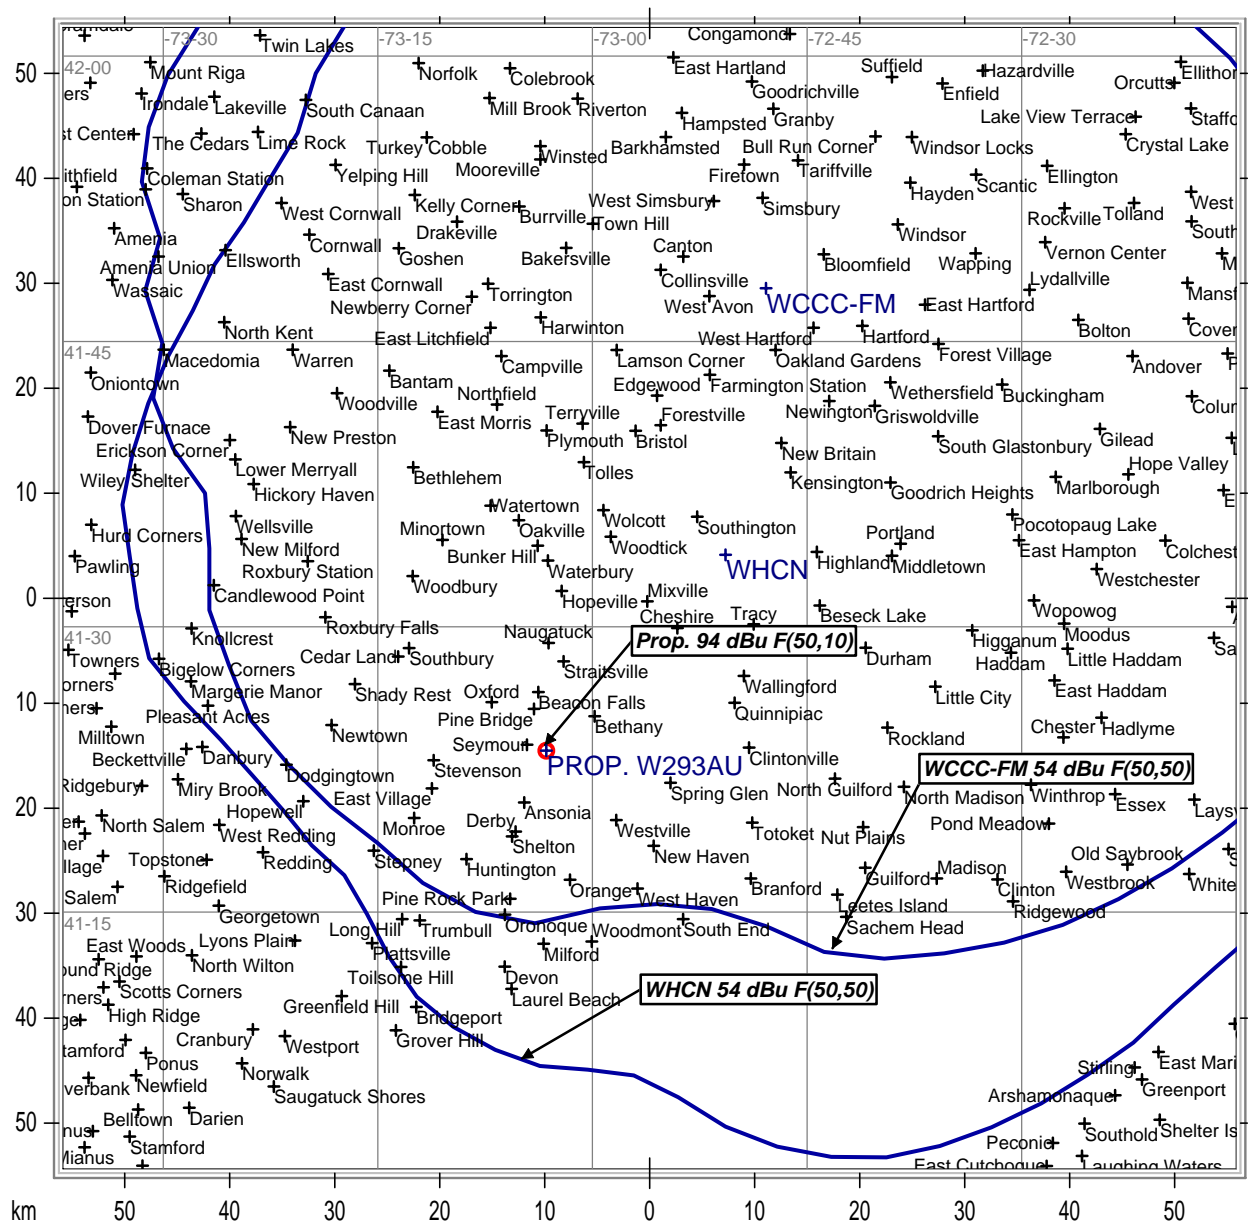 Congamond
-73-30
-73-15
-73-00
-72-45
-72-30
Twin Lakes
42-00
50
Mount Riga
Norfolk
Colebrook
East Hartland
Suffield
Hazardville
Orcutts
Goodrichville
Enfield
Irondale
Lakeville
South Canaan
Mill Brook
Riverton
Hampsted
Granby
Lake View Terrace
The Cedars
Lime Rock
Turkey Cobble
Winsted
Barkhamsted
Bull Run Corner
Windsor Locks
Crystal Lake
Mooreville
Firetown
Tariffville
40
Coleman Station
Yelping Hill
Hayden
Scantic
Ellington
Sharon
West Cornwall
Kelly Corner
Burrville
West Simsbury
Simsbury
Rockville
Tolland
West
Amenia
Cornwall
Drakeville
Town Hill
Windsor
South
Amenia Union
Ellsworth
Goshen
Bakersville
Canton
Bloomfield
Wapping
Vernon Center
Wassaic
East Cornwall
Torrington
Collinsville
Lydallville
30
Newberry Corner
West Avon
WCCC-FM
East Hartford
North Kent
East Litchfield
Harwinton
West Hartford
Hartford
Bolton
41-45
Macedomia
Warren
Campville
Lamson Corner
Oakland Gardens
Forest Village
Andover
Oniontown
Bantam
Edgewood
Farmington Station
Wethersfield
Buckingham
20
Woodville
Northfield
East Morris
Terryville
Forestville
Newington
Griswoldville
Dover Furnace
New Preston
Plymouth
Bristol
South Glastonbury
Gilead
Erickson Corner
Lower Merryall
Bethlehem
Tolles
New Britain
Hope Valley
Wiley Shelter
Hickory Haven
Kensington
Goodrich Heights
Marlborough
10
Watertown
Wolcott
Southington
Pocotopaug Lake
Hurd Corners
Wellsville
Minortown
Oakville
Woodtick
Portland
East Hampton
New Milford
Bunker Hill
WHCN
Highland
Middletown
Pawling
Roxbury Station
Woodbury
Waterbury
Westchester
Candlewood Point
Hopeville
Mixville
0
Roxbury Falls
Cheshire
Tracy
Beseck Lake
Wopowog
41-30
Knollcrest
Naugatuck
Prop. 94 dBu F(50,10)
Higganum
Moodus
Towners
Bigelow Corners
Cedar Land
Southbury
Straitsville
Durham
Haddam
Little Haddam
Margerie Manor
Shady Rest
Oxford
Wallingford
Little City
East Haddam
10
Pleasant Acres
Beacon Falls
Quinnipiac
Milltown
Newtown
Pine Bridge
Bethany
Rockland
Chester
Hadlyme
Beckettville
Danbury
Seymour
Clintonville
Dodgingtown
Stevenson
PROP. W293AU
WCCC-FM 54 dBu F(50,50)
Ridgebury
Miry Brook
East Village
Spring Glen
North Guilford
North Madison
Winthrop
Essex
20
North Salem
Hopewell
Monroe
Ansonia
Derby
Westville
Totoket
Nut Plains
Pond Meadow
West Redding
Shelton
Topstone
Redding
Stepney
Huntington
New Haven
Old Saybrook
Ridgefield
Orange
West Haven
Branford
Guilford
Madison
Clinton
Westbrook
White
Salem
Pine Rock Park
Leetes Island
Ridgewood
30
41-15
Georgetown
Long Hill
Trumbull
Oronoque
Woodmont
South End
Sachem Head
East Woods
Lyons Plain
Plattsville
Milford
North Wilton
Toilsome Hill
Devon
Scotts Corners
Greenfield Hill
Laurel Beach
WHCN 54 dBu F(50,50)
40
High Ridge
Bridgeport
Cranbury
Westport
Grover Hill
Ponus
Norwalk
Stirling
Newfield
Saugatuck Shores
Arshamonaque
Greenport
Belltown
Darien
50
Stamford
Peconic
Southold
Mianus
East Cutchogue
Laughing Waters
km
50
40
30
20
10
0
10
20
30
40
50